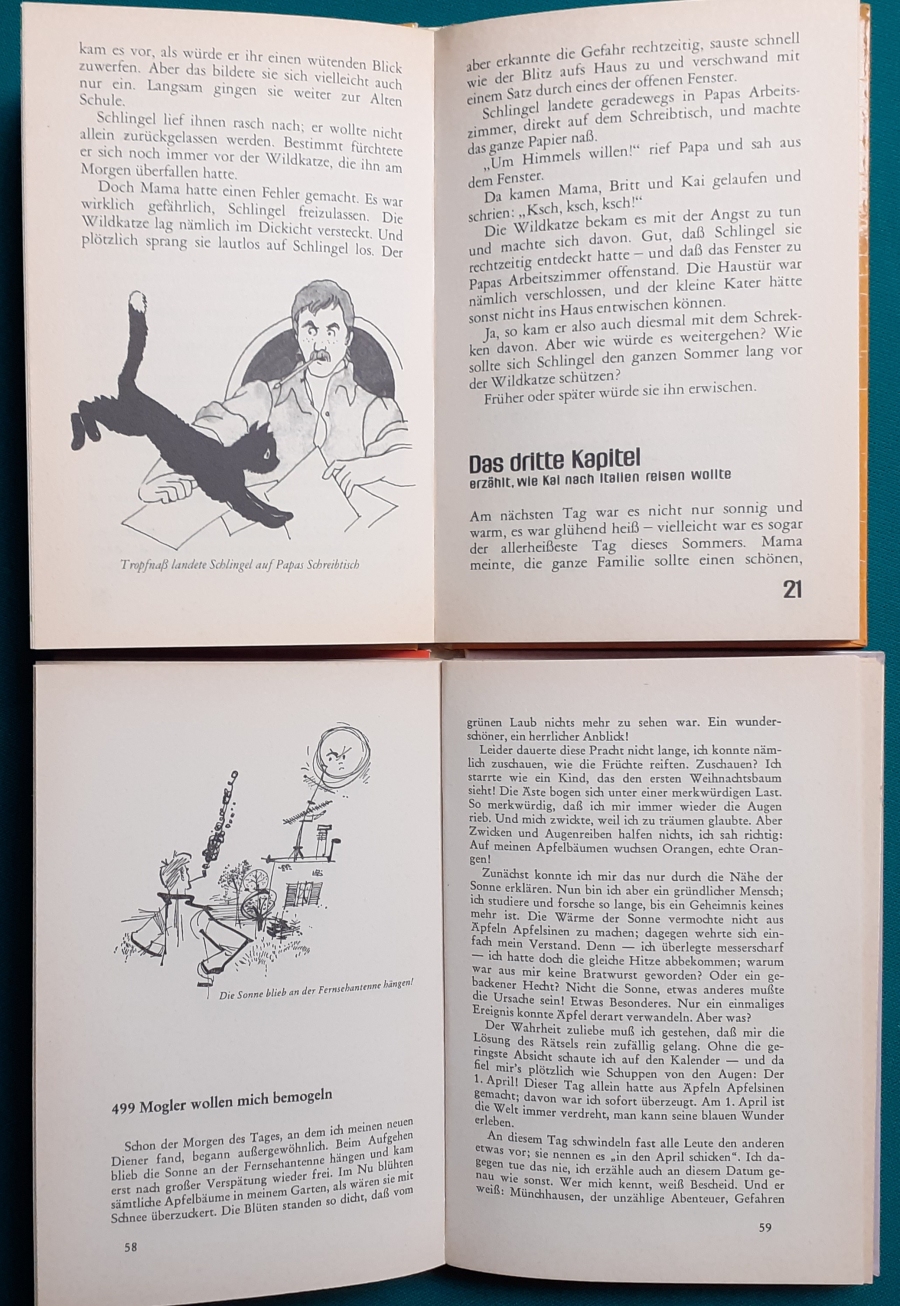 kam es vor, als würde er ihr einen wütenden Blick
zuwerfen. Aber das bildete sie sich vielleicht auch
nur ein. Langsam gingen sie weiter zur Alten
Schule.
Schlingel lief ihnen rasch nach; er wollte nicht
allein zurückgelassen werden. Bestimmt fürchtete
er sich noch immer vor der Wildkatze, die ihn am
Morgen überfallen hatte.
Doch Mama hatte einen Fehler gemacht. Es war
wirklich gefährlich, Schlingel freizulassen. Die
Wildkatze lag nämlich im Dickicht versteckt. Und
plötzlich sprang sie lautlos auf Schlingel los. Der
Tropfnaß landete Schlingel auf Papas Schreibtisch
aber erkannte die Gefahr rechtzeitig, sauste schnell
wie der Blitz aufs Haus zu und verschwand mit
einem Satz durch eines der offenen Fenster.
Schlingel landete geradewegs in Papas Arbeits-
zimmer, direkt auf dem Schreibtisch, und machte
das ganze Papier naß.
„Um Himmels willen!“ rief Papa und sah aus
dem Fenster.
Da kamen Mama, Britt und Kai gelaufen und
schrien: „Ksch, ksch, ksch!“
Die Wildkatze bekam es mit der Angst zu tun
und machte sich davon. Gut, daß Schlingel sie
rechtzeitig entdeckt hatte – und daß das Fenster zu
Papas Arbeitszimmer offenstand. Die Haustür war
nämlich verschlossen, und der kleine Kater hätte
sonst nicht ins Haus entwischen können.
Ja, so kam er also auch diesmal mit dem Schrek-
ken davon. Aber wie würde es weitergehen? Wie
sollte sich Schlingel den ganzen Sommer lang vor
der Wildkatze schützen?
Früher oder später würde sie ihn erwischen.
Das dritte Kapitel
erzählt, wie Kai nach Italien reisen wollte
Am nächsten Tag war es nicht nur sonnig und
warm, es war glühend heiß – vielleicht war es sogar
der allerheißeste Tag dieses Sommers. Mama
meinte, die ganze Familie sollte einen schönen,
21
Die Sonne blieb an der Fernsehantenne hängen!
499 Mogler wollen mich bemogeln
Schon der Morgen des Tages, an dem ich meinen neuen
Diener fand, begann außergewöhnlich. Beim Aufgehen
blieb die Sonne an der Fernsehantenne hängen und kam
erst nach großer Verspätung wieder frei. Im Nu blühten
sämtliche Apfelbäume in meinem Garten, als wären sie mit
Schnee überzuckert. Die Blüten standen so dicht, daß vom
58
grünen Laub nichts mehr zu sehen war. Ein wunder-
schöner, ein herrlicher Anblick!
Leider dauerte diese Pracht nicht lange, ich konnte näm-
lich zuschauen, wie die Früchte reiften. Zuschauen? Ich
starrte wie ein Kind, das den ersten Weihnachtsbaum
sieht! Die Äste bogen sich unter einer merkwürdigen Last.
So merkwürdig, daß ich mir immer wieder die Augen
rieb. Und mich zwickte, weil ich zu träumen glaubte. Aber
Zwicken und Augenreiben halfen nichts, ich sah richtig:
Auf meinen Apfelbäumen wuchsen Orangen, echte Oran-
gen!
Zunächst konnte ich mir das nur durch die Nähe der
Sonne erklären. Nun bin ich aber ein gründlicher Mensch;
ich studiere und forsche so lange, bis ein Geheimnis keines
mehr ist. Die Wärme der Sonne vermochte nicht aus
Äpfeln Apfelsinen zu machen; dagegen wehrte sich ein-
fach mein Verstand. Denn — ich überlegte messerscharf
— ich hatte doch die gleiche Hitze abbekommen; warum
war aus mir keine Bratwurst geworden? Oder ein ge-
backener Hecht? Nicht die Sonne, etwas anderes mußte
die Ursache sein! Etwas Besonderes. Nur ein einmaliges
Ereignis konnte Äpfel derart verwandeln. Aber was?
Der Wahrheit zuliebe muß ich gestehen, daß mir die
Lösung des Rätsels rein zufällig gelang. Ohne die ge-
ringste Absicht schaute ich auf den Kalender — und da
fiel mir's plötzlich wie Schuppen von den Augen: Der
1. April! Dieser Tag allein hatte aus Äpfeln Apfelsinen
gemacht; davon war ich sofort überzeugt. Am 1. April ist
die Welt immer verdreht, man kann seine blauen Wunder
erleben.
An diesem Tag schwindeln fast alle Leute den anderen
etwas vor; sie nennen es „in den April schicken“. Ich da-
gegen tue das nie, ich erzähle auch an diesem Datum ge-
nau wie sonst. Wer mich kennt, weiß Bescheid. Und er
weiß: Münchhausen, der unzählige Abenteuer, Gefahren
59